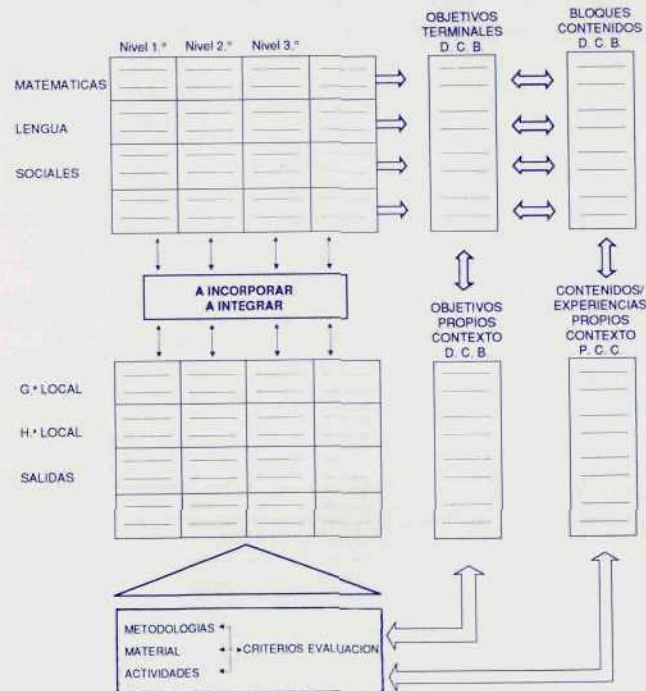 OBJETIVOS
TERMINALES
D. C. B.
BLOQUES
CONTENIDOS
D. C. B.
Nivel 1.º Nivel 2.º Nivel 3.º
MATEMATICAS
LENGUA
SOCIALES
A INCORPORAR
A INTEGRAR
OBJETIVOS
PROPIOS
CONTEXTO
D. C. B.
CONTENIDOS/
EXPERIENCIAS
PROPIOS
CONTEXTO
P. C. C.
G.ª LOCAL
H.ª LOCAL
SALIDAS
METODOLOGIAS
MATERIAL CRITERIOS EVALUACION
ACTIVIDADES